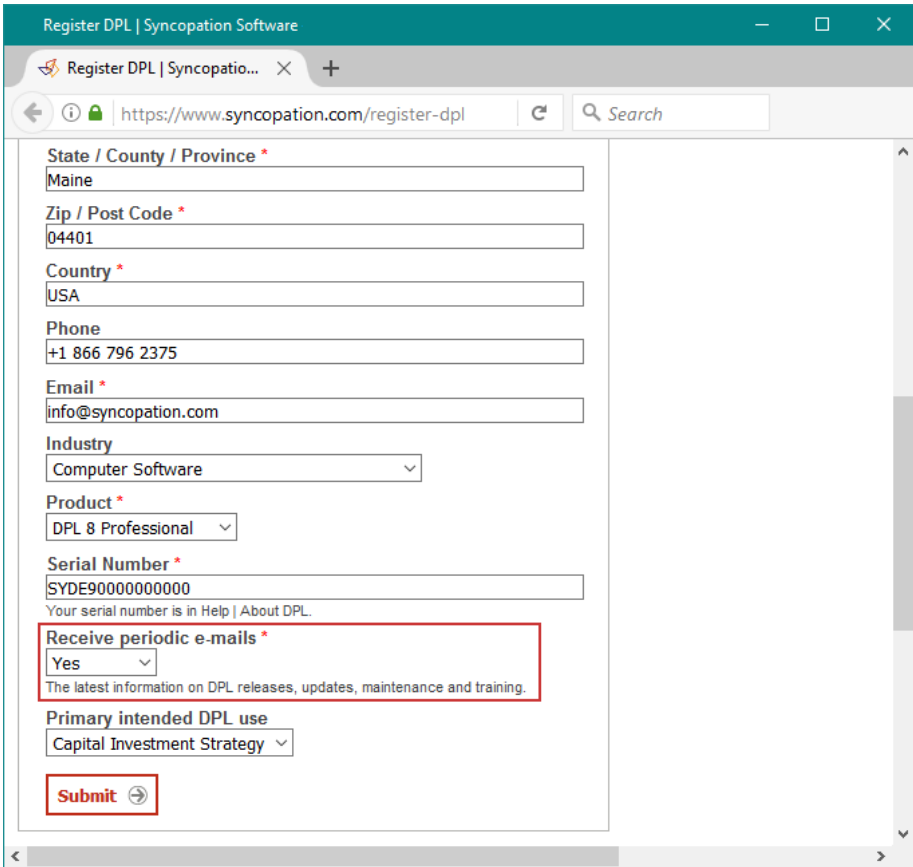 Register DPL | Syncopation Software
Register DPL | Syncopatio...
https://www.syncopation.com/register-dpl
Search
State / County / Province *
Maine
Zip / Post Code *
04401
Country *
USA
Phone
+1 866 796 2375
Email *
info@syncopation.com
Industry
Computer Software
Product *
DPL 8 Professional
Serial Number *
SYDE90000000000
Your serial number is in Help | About DPL.
Receive periodic e-mails *
Yes
The latest information on DPL releases, updates, maintenance and training.
Primary intended DPL use
Capital Investment Strategy
Submit